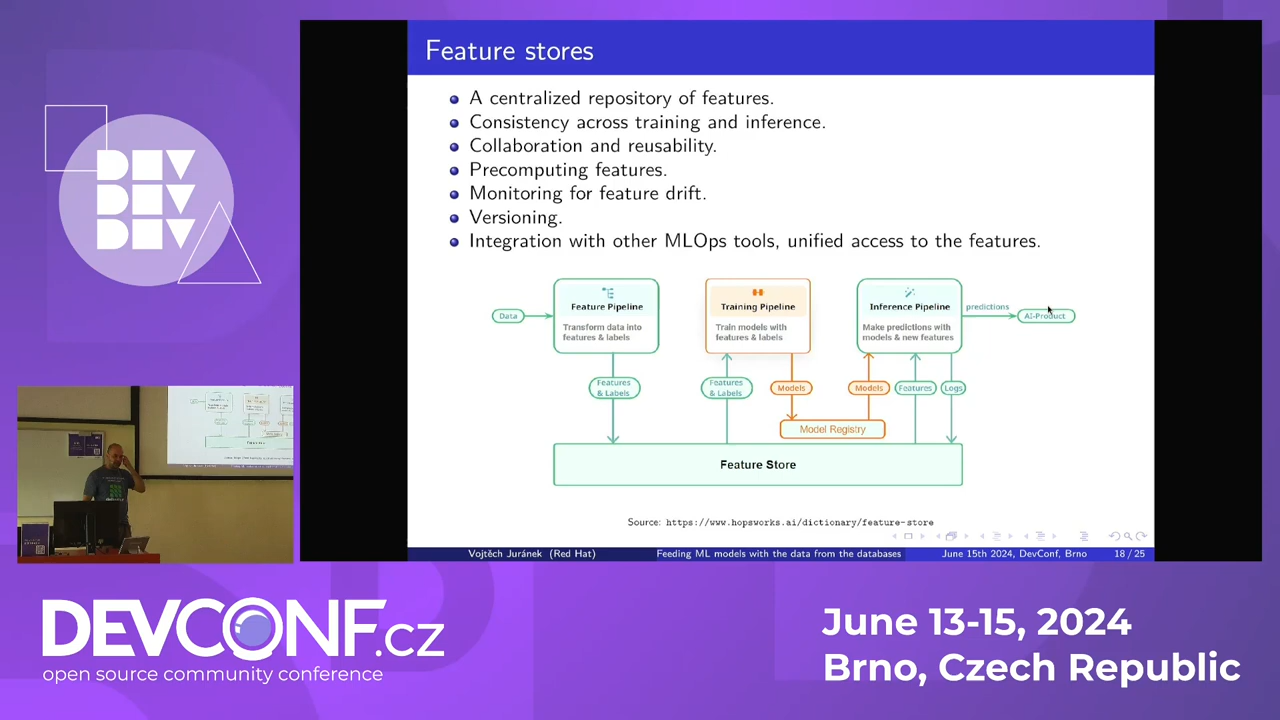 Feature stores
A centralized repository of features.
Consistency across training and inference.
Collaboration and reusability.
Precomputing features.
Monitoring for feature drift.
Versioning.
Integration with other MLOps tools, unified access to the features.
Feature Pipeline
Transform data into
features & labels
Training Pipeline
Train models with
features & labels
Inference Pipeline
Make predictions with
models & new features
Data
predictions
AI-Product
Features
& Labels
Features
& Labels
Models
Models
Features
Logs
Model Registry
Feature Store
Source: https://www.hopsworks.ai/dictionary/feature-store
Vojtěch Juránek (Red Hat) Feeding ML models with the data from the databases June 15th 2024, DevConf, Brno 18 / 25
DEV
DEV
DEV
DEVCONF.cz
open source community conference
June 13-15, 2024
Brno, Czech Republic